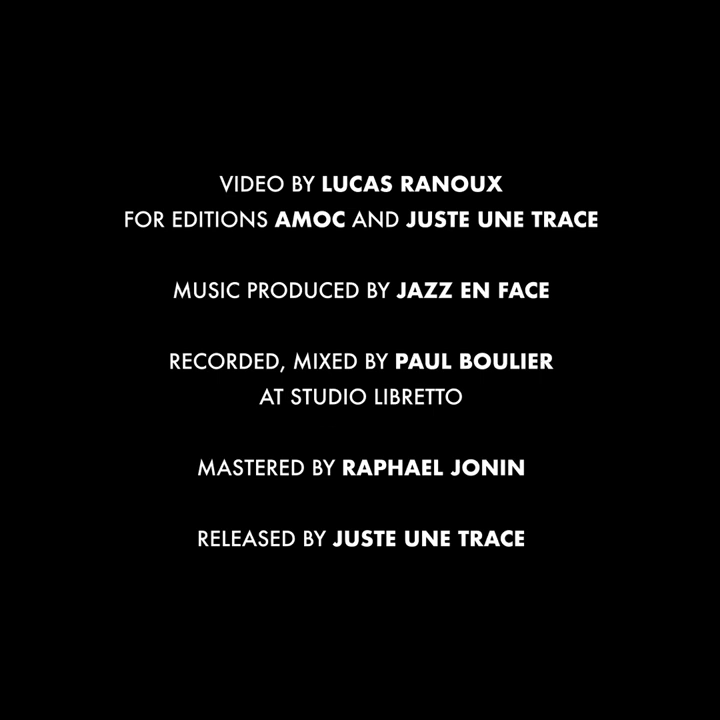 VIDEO BY LUCAS RANOUX
FOR EDITIONS AMOC AND JUSTE UNE TRACE
MUSIC PRODUCED BY JAZZ EN FACE
RECORDED, MIXED BY PAUL BOULIER
AT STUDIO LIBRETTO
MASTERED BY RAPHAEL JONIN
RELEASED BY JUSTE UNE TRACE